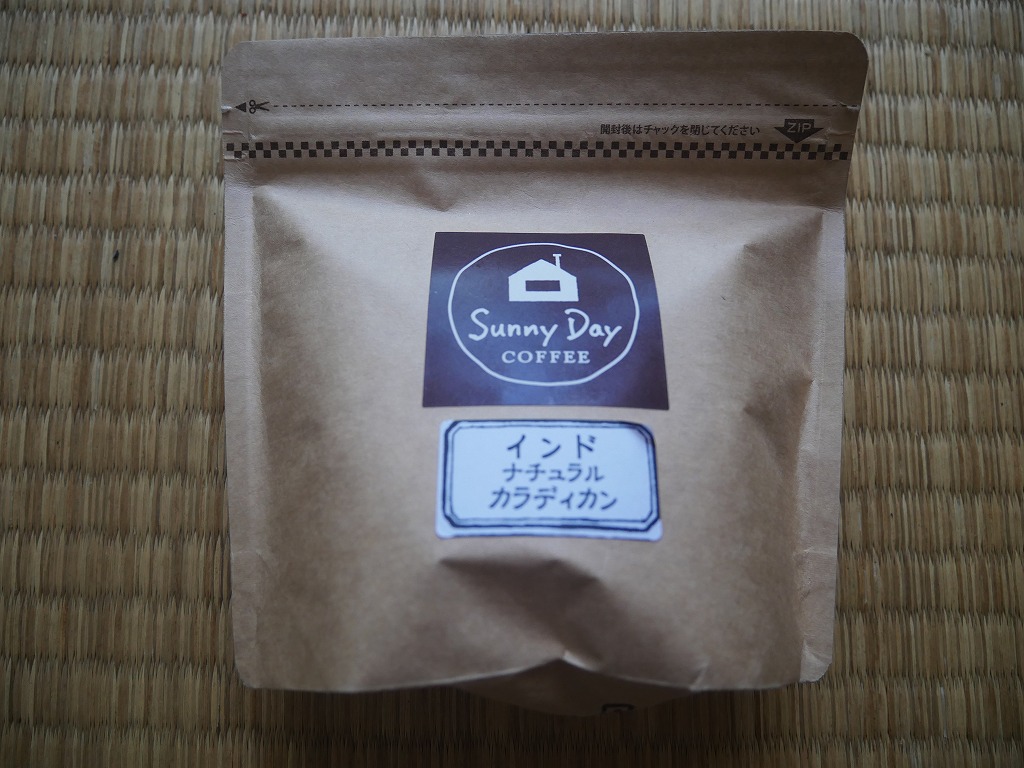 開封後はチャックを閉じてください
ZIP
Sunny Day
COFFEE
インド
ナチュラル
カラディカン